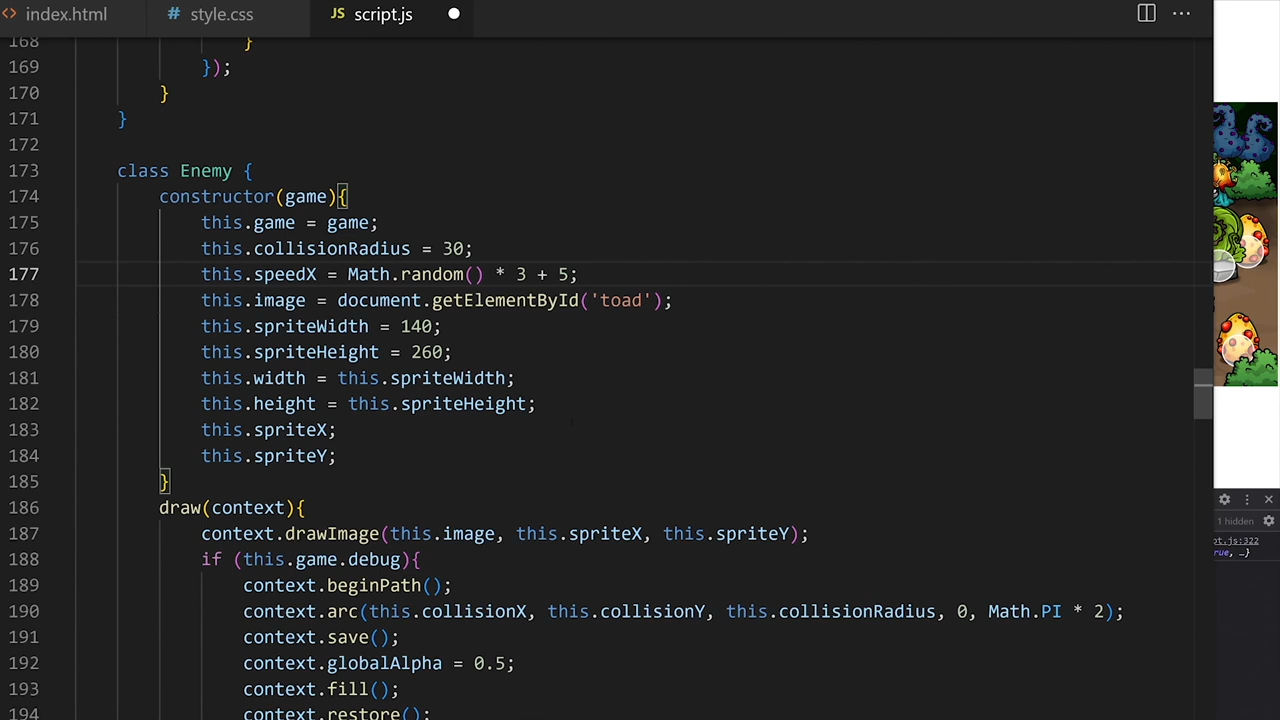 index.html
# style.css
JS script.js
168 }
169 });
170 }
171 }
172
173 class Enemy {
174 constructor(game){
175 this.game = game;
176 this.collisionRadius = 30;
177 this.speedX = Math.random() * 3 + 5;
178 this.image = document.getElementById('toad');
179 this.spriteWidth = 140;
180 this.spriteHeight = 260;
181 this.width = this.spriteWidth;
182 this.height = this.spriteHeight;
183 this.spriteX;
184 this.spriteY;
185 }
186 draw(context){
187 context.drawImage(this.image, this.spriteX, this.spriteY);
188 if (this.game.debug){
189 context.beginPath();
190 context.arc(this.collisionX, this.collisionY, this.collisionRadius, 0, Math.PI * 2);
191 context.save();
192 context.globalAlpha = 0.5;
193 context.fill();
194 context.restore();
1 hidden
pt.js:322
rue, …}